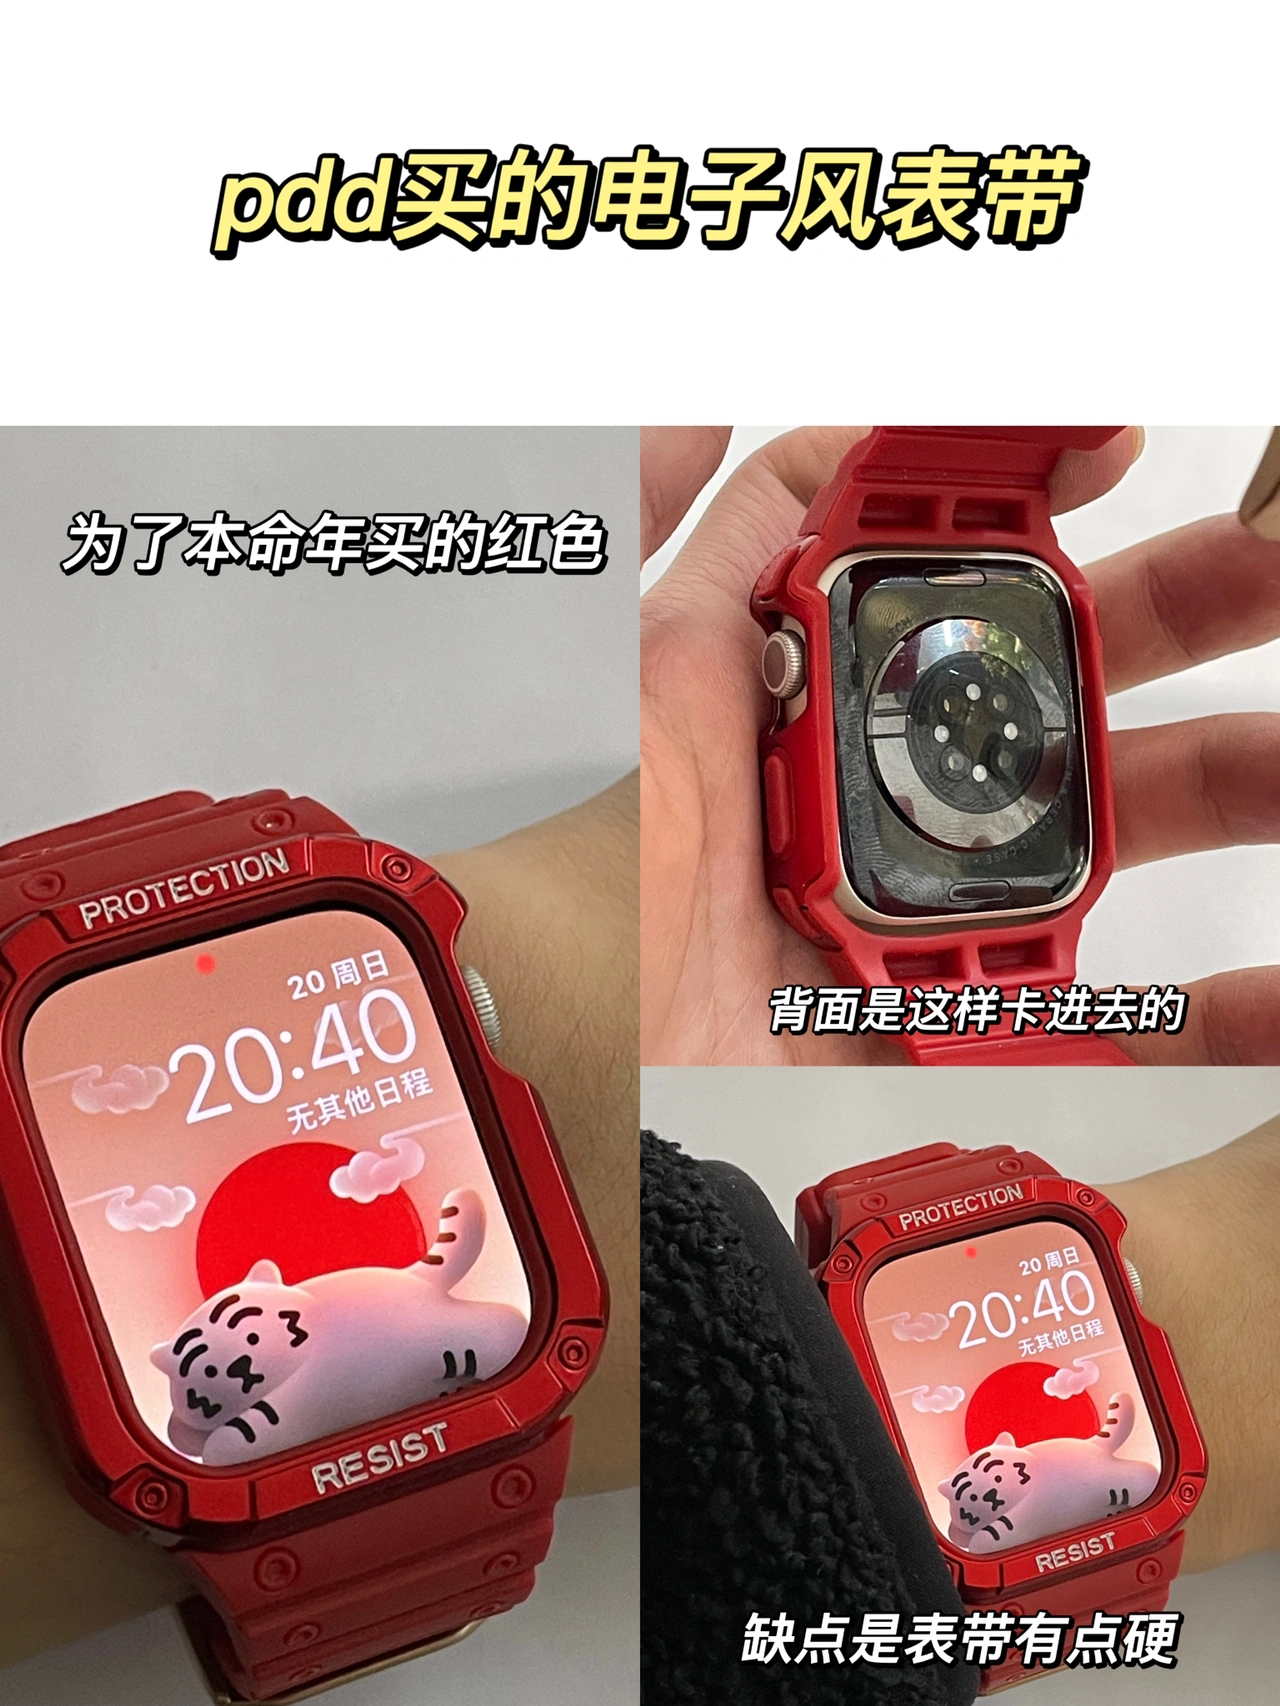 pdd买的电子风表带
为了本命年买的红色
PROTECTION
20 周日
20:40
无其他日程
RESIST
背面是这样卡进去的
PROTECTION
20 周日
20:40
无其他日程
RESIST
缺点是表带有点硬